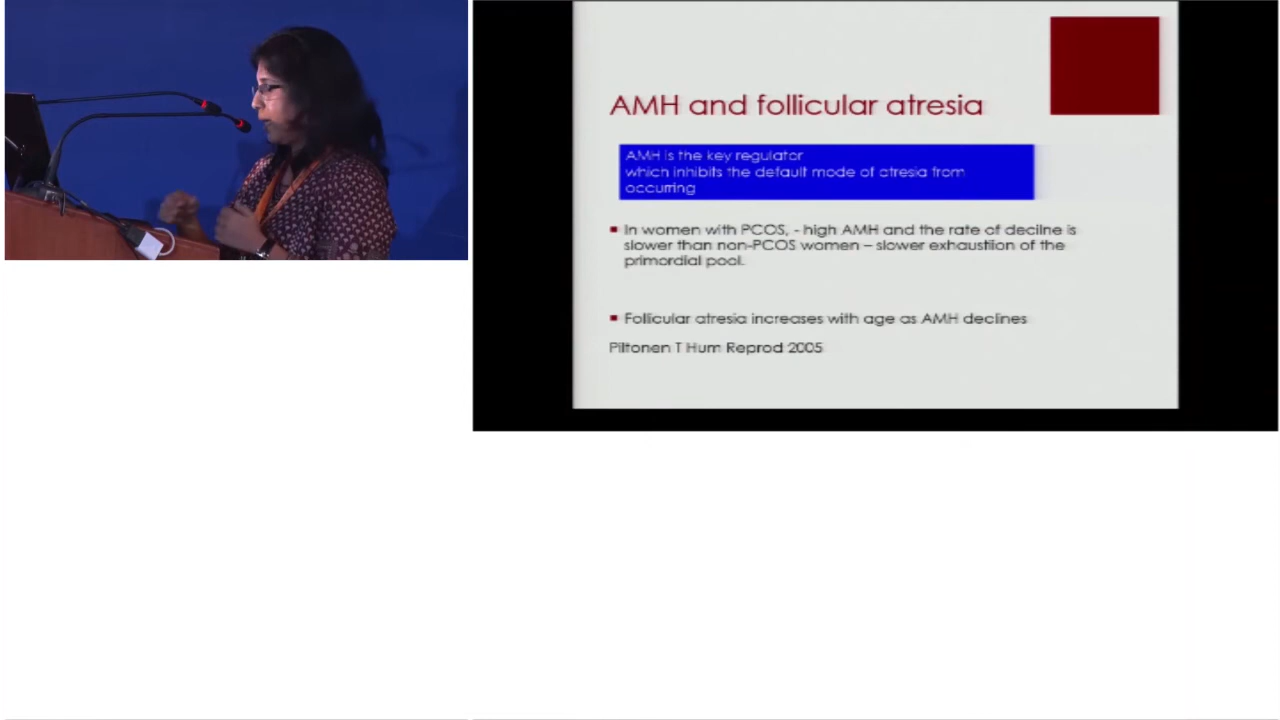 AMH and follicular atresia
AMH is the key regulator
which inhibits the default mode of atresia from
occurring
In women with PCOS, - high AMH and the rate of decilne is
slower than non-PCOS women – slower exhaustiion of the
primordial pool.
Follicular atresia increases with age as AMH declines
Piltonen T Hum Reprod 2005